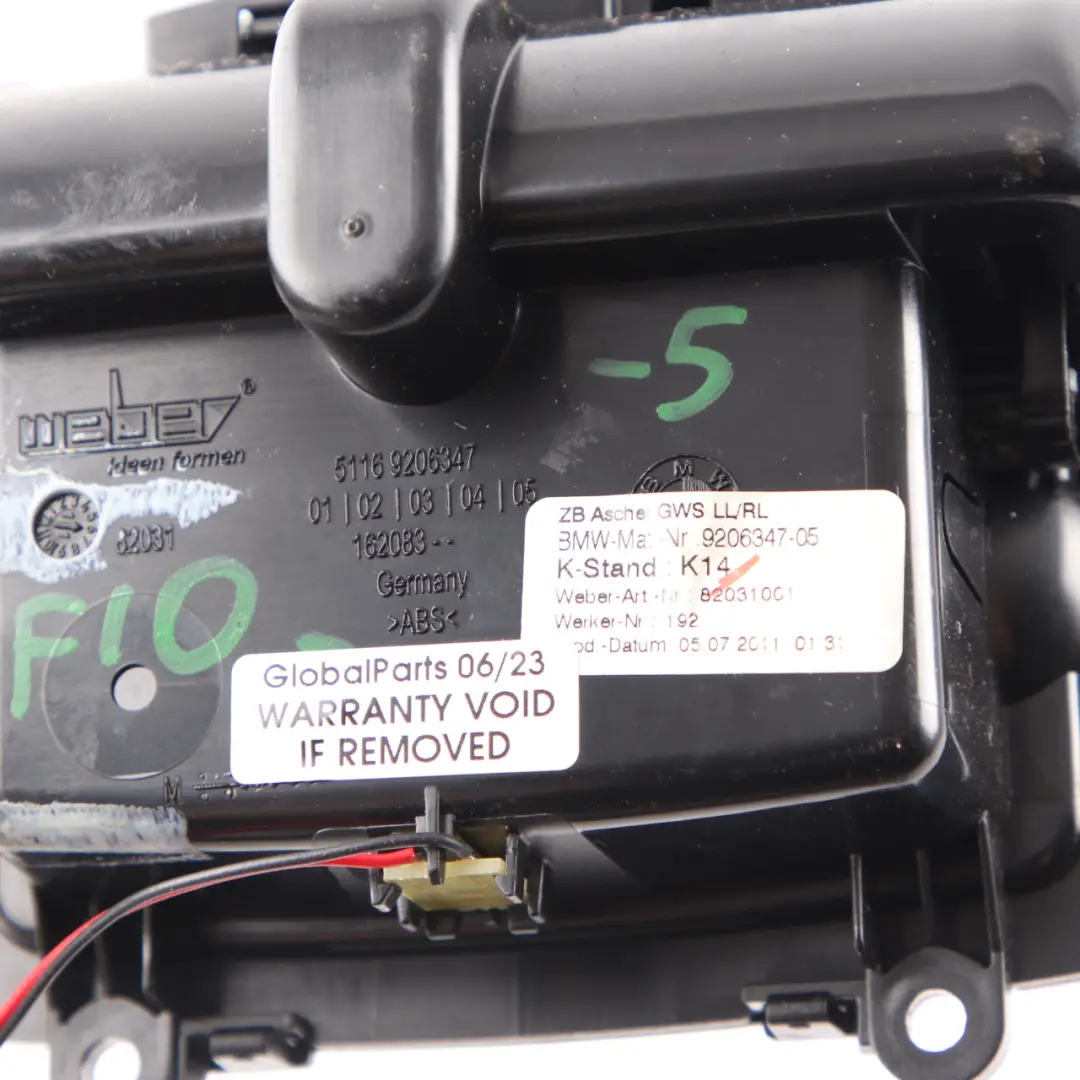 -5
weber®
Ideen formen
5116 9206347
01 | 02 | 03 | 04 | 05
82031
162083--
Germany
>ABS<
F10-
M
ZB Asche GWS LL/RL
BMW-Mat-Nr.9206347-05
K-Stand : K14
Weber-Art.-Nr.: 82031001
Werker-Nr.: 192
od.-Datum 05.07.2011 01:31
GlobalParts 06/23
WARRANTY VOID
IF REMOVED
M